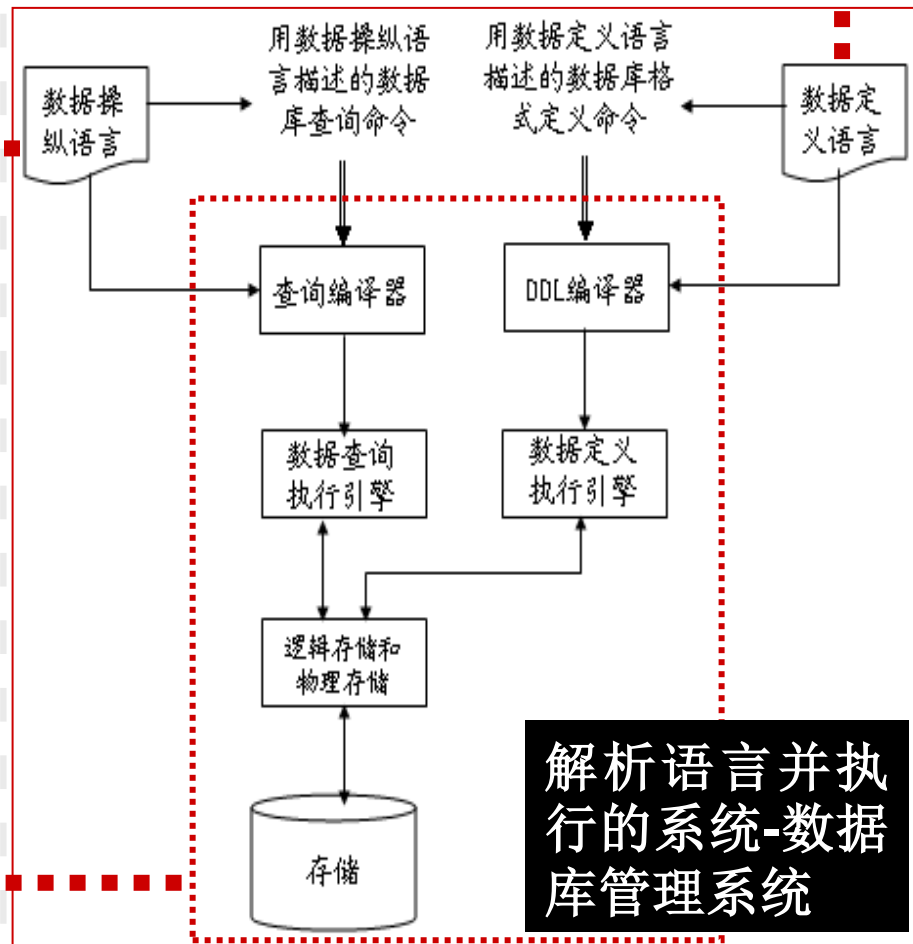 用数据操纵语
言描述的数据
库查询命令
用数据定义语言
描述的数据库格
式定义命令
数据操
纵语言
数据定
义语言
查询编译器
DDL编译器
数据查询
执行引擎
数据定义
执行引擎
逻辑存储和
物理存储
存储
解析语言并执
行的系统-数据
库管理系统